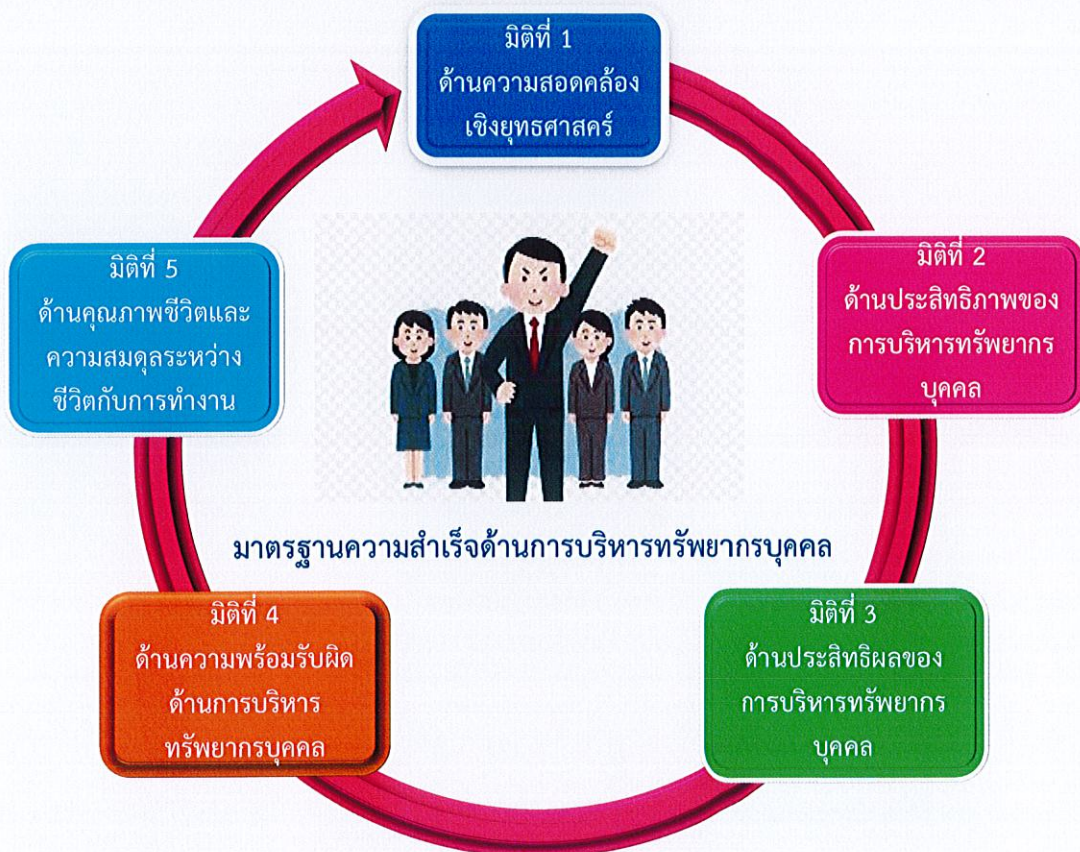 มิติที่ 1
ด้านความสอดคล้อง
เชิงยุทธศาสคร์
มิติที่ 2
ด้านประสิทธิภาพของ
การบริหารทรัพยากร
บุคคล
มิติที่ 3
ด้านประสิทธิผลของ
การบริหารทรัพยากร
บุคคล
มิติที่ 4
ด้านความพร้อมรับผิด
ด้านการบริหาร
ทรัพยากรบุคคล
มิติที่ 5
ด้านคุณภาพชีวิตและ
ความสมดุลระหว่าง
ชีวิตกับการทำงาน
มาตรฐานความสำเร็จด้านการบริหารทรัพยากรบุคคล